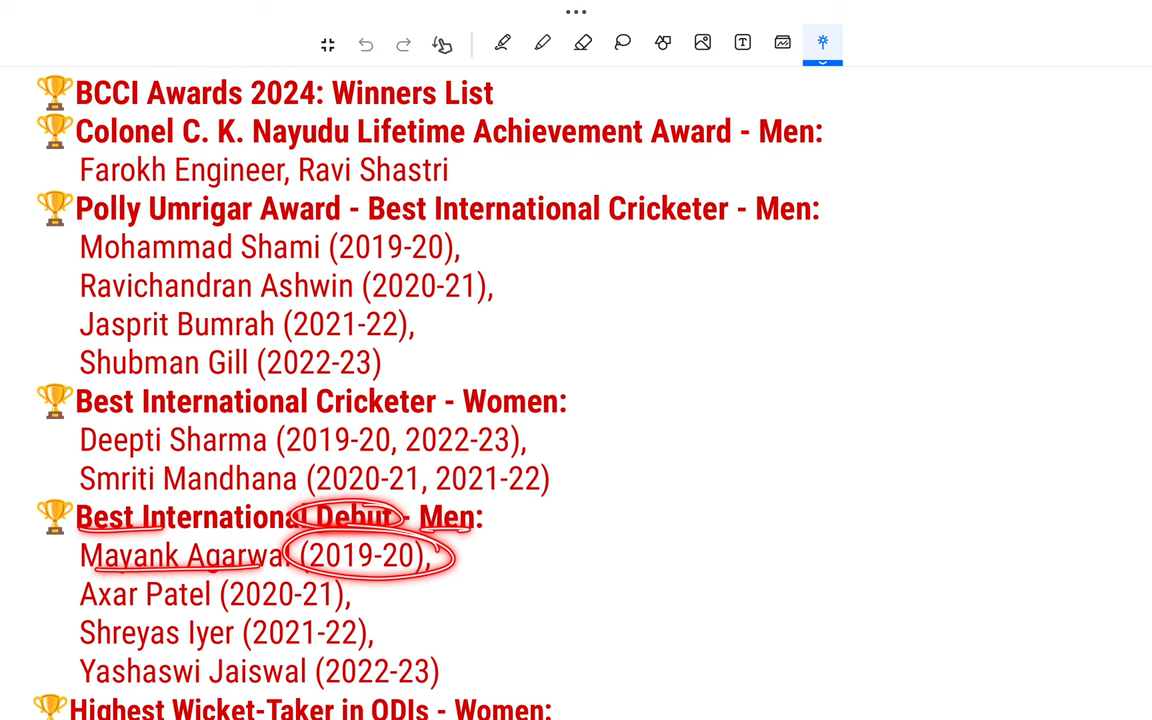 🏆BCCI Awards 2024: Winners List
🏆Colonel C. K. Nayudu Lifetime Achievement Award - Men:
Farokh Engineer, Ravi Shastri
🏆Polly Umrigar Award - Best International Cricketer - Men:
Mohammad Shami (2019-20),
Ravichandran Ashwin (2020-21),
Jasprit Bumrah (2021-22),
Shubman Gill (2022-23)
🏆Best International Cricketer - Women:
Deepti Sharma (2019-20, 2022-23),
Smriti Mandhana (2020-21, 2021-22)
🏆Best International Debut - Men:
Mayank Agarwal (2019-20),
Axar Patel (2020-21),
Shreyas Iyer (2021-22),
Yashaswi Jaiswal (2022-23)
🏆Highest Wicket-Taker in ODIs - Women: